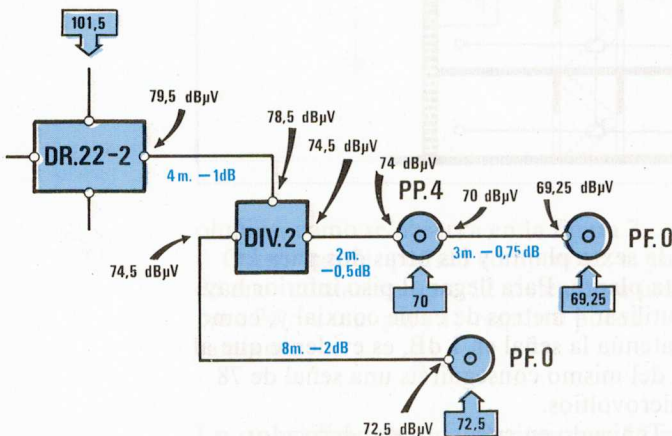 101,5
79,5 dBµV
78,5 dBµV
74,5 dBµV
74 dBµV
DR.22-2
PP.4
70 dBµV
69,25 dBµV
4 m. -1dB
DIV.2
PF.0
74,5 dBµV
2m. -0,5dB
3m. -0,75dB
70
69,25
8m. -2dB
PF.0
72,5 dBµV
72,5